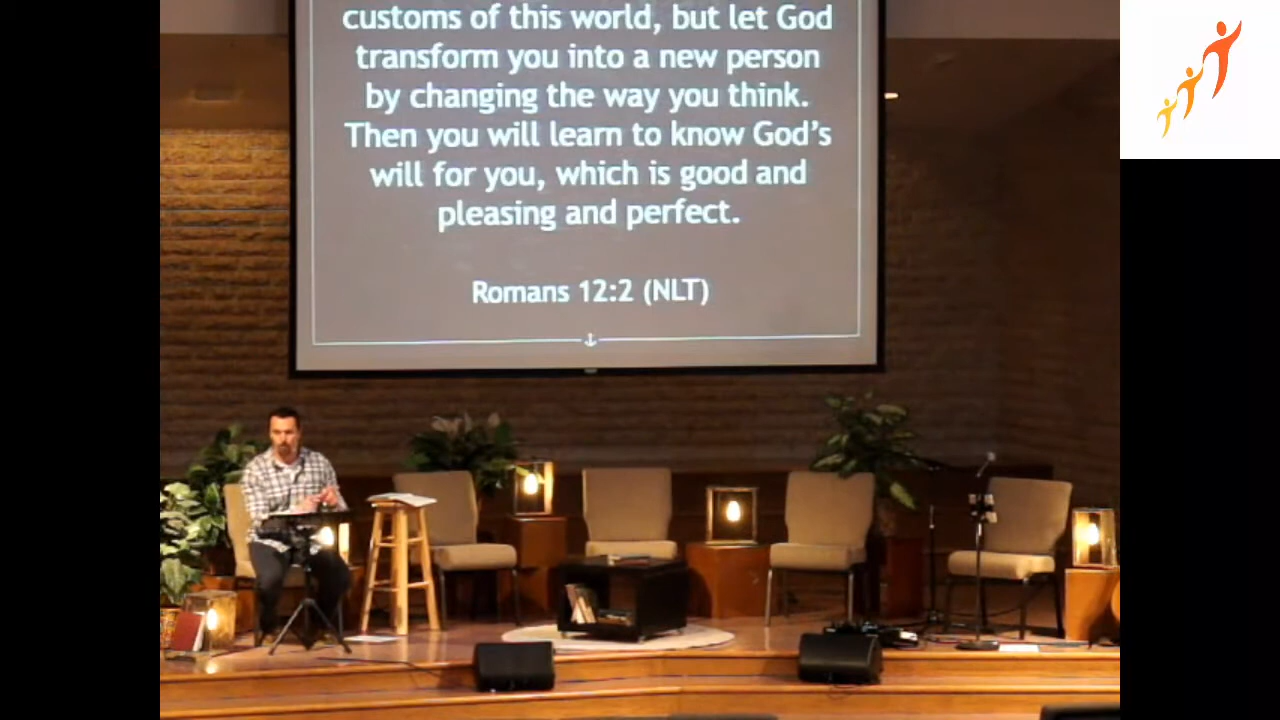 customs of this world, but let God
transform you into a new person
by changing the way you think.
Then you will learn to know God's
will for you, which is good and
pleasing and perfect.
Romans 12:2 (NLT)